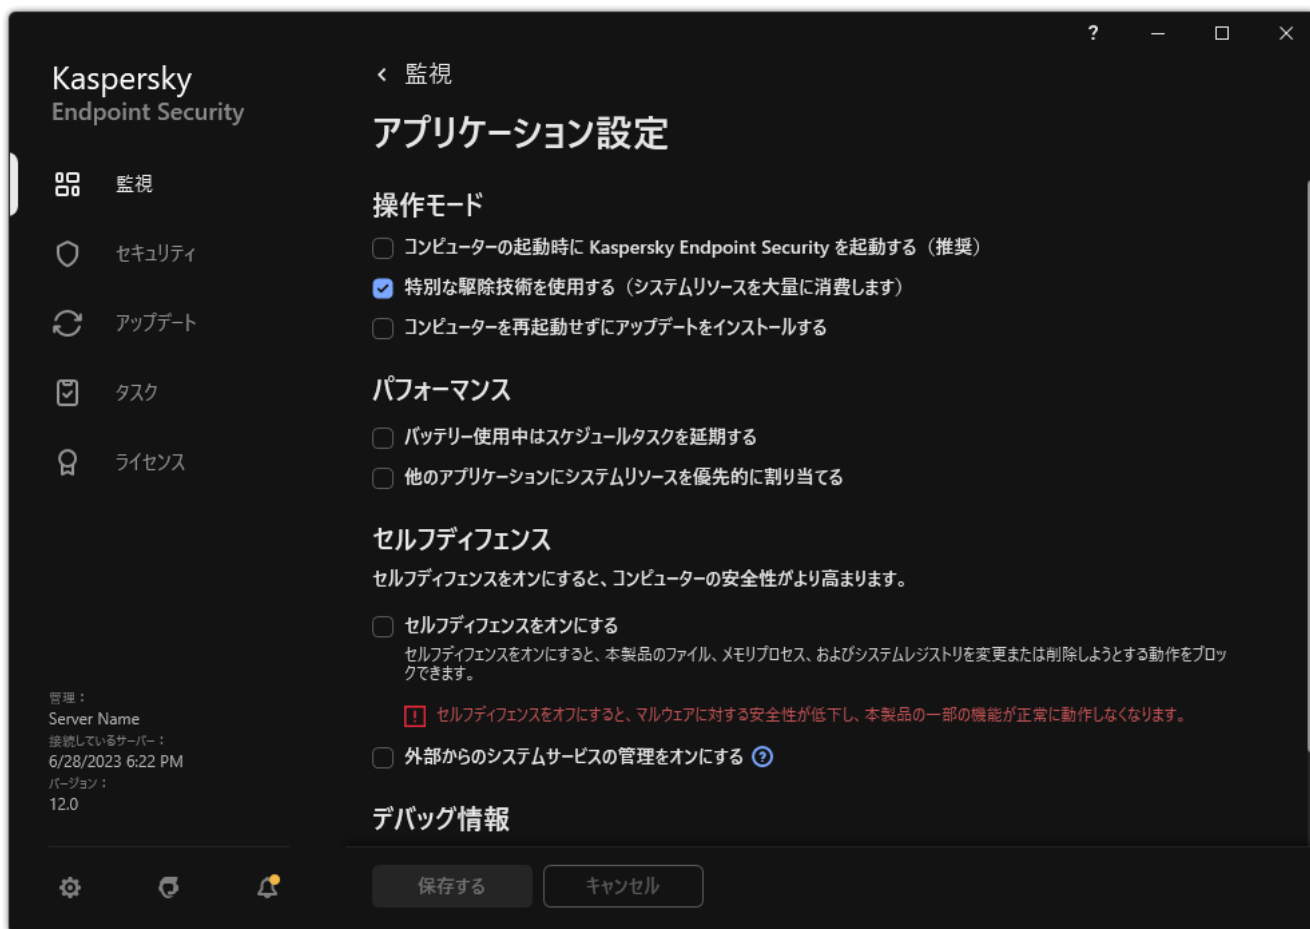 ?
Kaspersky
Endpoint Security
監視
セキュリティ
アップデート
タスク
ライセンス
管理：
Server Name
接続しているサーバー：
6/28/2023 6:22 PM
バージョン：
12.0
監視
アプリケーション設定
操作モード
コンピューターの起動時に Kaspersky Endpoint Security を起動する（推奨）
特別な駆除技術を使用する（システムリソースを大量に消費します）
コンピューターを再起動せずにアップデートをインストールする
パフォーマンス
バッテリー使用中はスケジュールタスクを延期する
他のアプリケーションにシステムリソースを優先的に割り当てる
セルフディフェンス
セルフディフェンスをオンにすると、コンピューターの安全性がより高まります。
セルフディフェンスをオンにする
セルフディフェンスをオンにすると、本製品のファイル、メモリプロセス、およびシステムレジストリを変更または削除しようとする動作をブロッ
クできます。
セルフディフェンスをオフにすると、マルウェアに対する安全性が低下し、本製品の一部の機能が正常に動作しなくなります。
外部からのシステムサービスの管理をオンにする ?
デバッグ情報
保存する
キャンセル